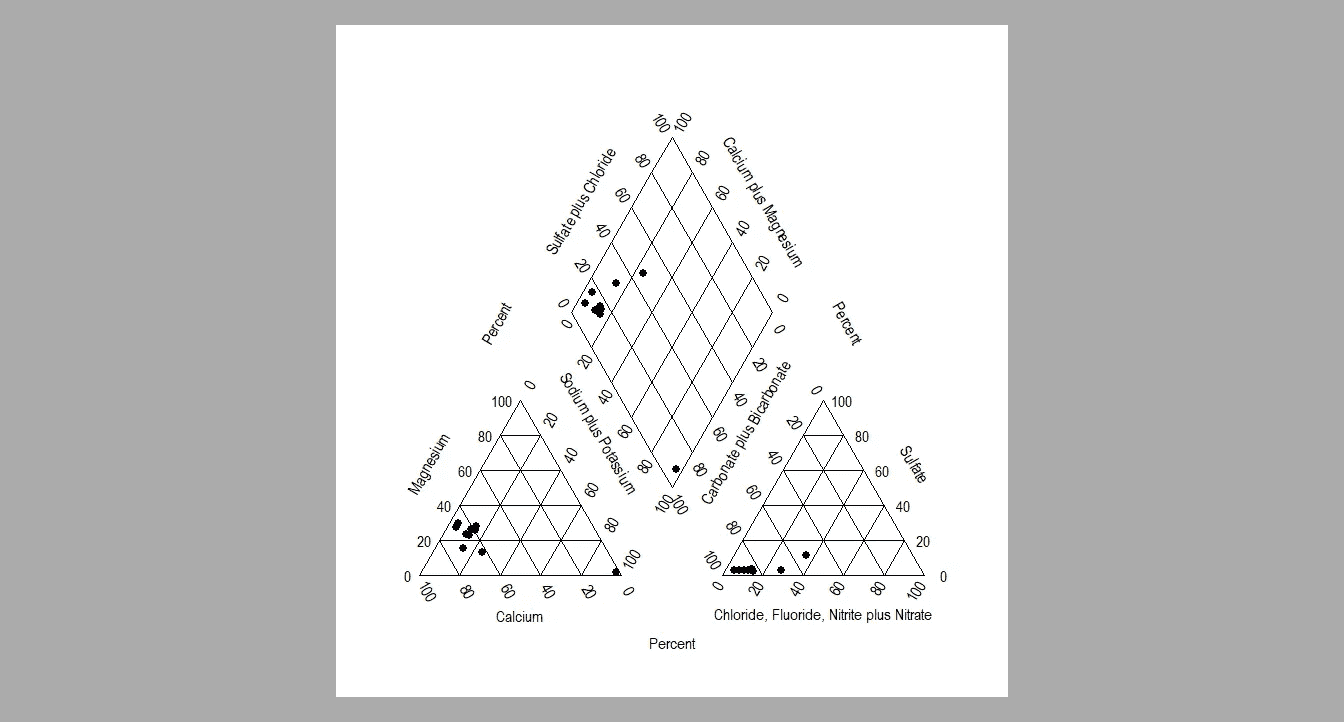 100 100
80 80
60 60
40 40
20 20
0 0
0 0
20 20
40 40
60 60
80 80
100 100
Sulfate plus Chloride
Calcium plus Magnesium
Percent
Percent
Sodium plus Potassium
Carbonate plus Bicarbonate
Magnesium
Sulfate
100 0
80 20
60 40
40 60
20 80
0 100
100 80 60 40 20 0
Calcium
0 100
20 80
40 60
60 40
80 20
100 0
0 20 40 60 80 100
Chloride, Fluoride, Nitrite plus Nitrate
Percent